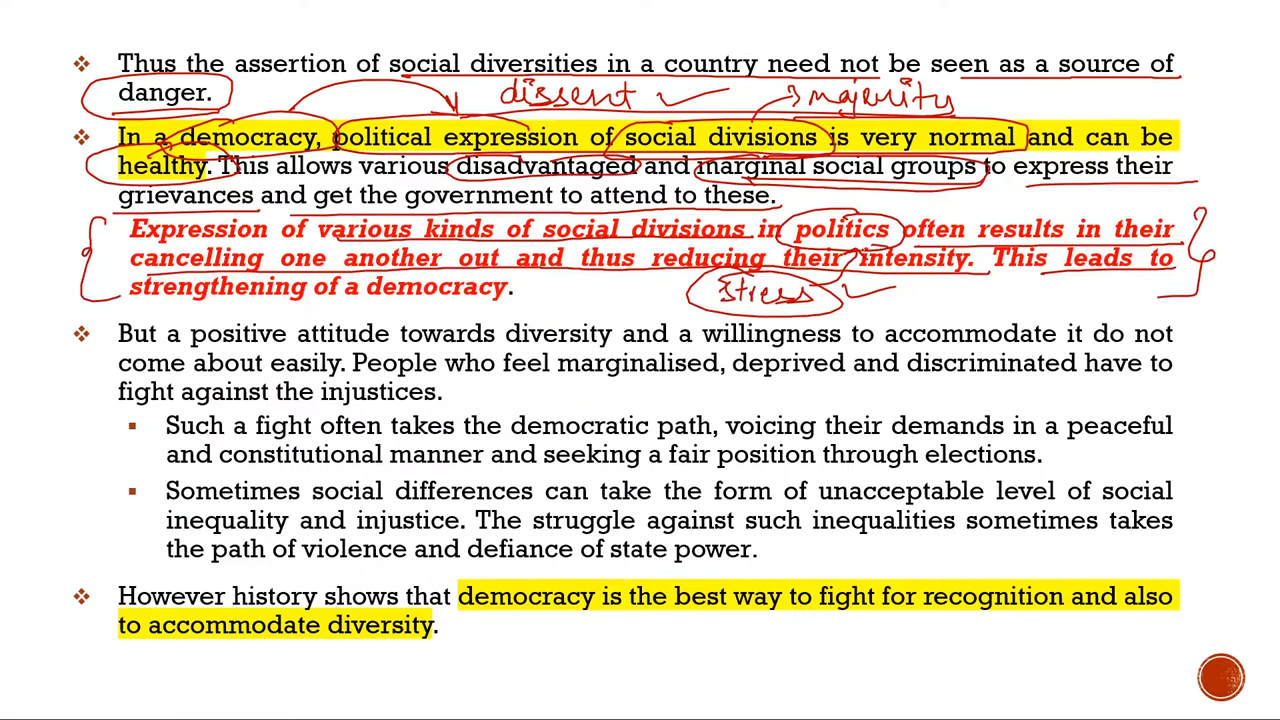 Thus the assertion of social diversities in a country need not be seen as a source of
danger. dissent majority
In a democracy, political expression of social divisions is very normal and can be
healthy. This allows various disadvantaged and marginal social groups to express their
grievances and get the government to attend to these.
Expression of various kinds of social divisions in politics often results in their
cancelling one another out and thus reducing their intensity. This leads to
strengthening of a democracy. stress
But a positive attitude towards diversity and a willingness to accommodate it do not
come about easily. People who feel marginalised, deprived and discriminated have to
fight against the injustices.
Such a fight often takes the democratic path, voicing their demands in a peaceful
and constitutional manner and seeking a fair position through elections.
Sometimes social differences can take the form of unacceptable level of social
inequality and injustice. The struggle against such inequalities sometimes takes
the path of violence and defiance of state power.
However history shows that democracy is the best way to fight for recognition and also
to accommodate diversity.